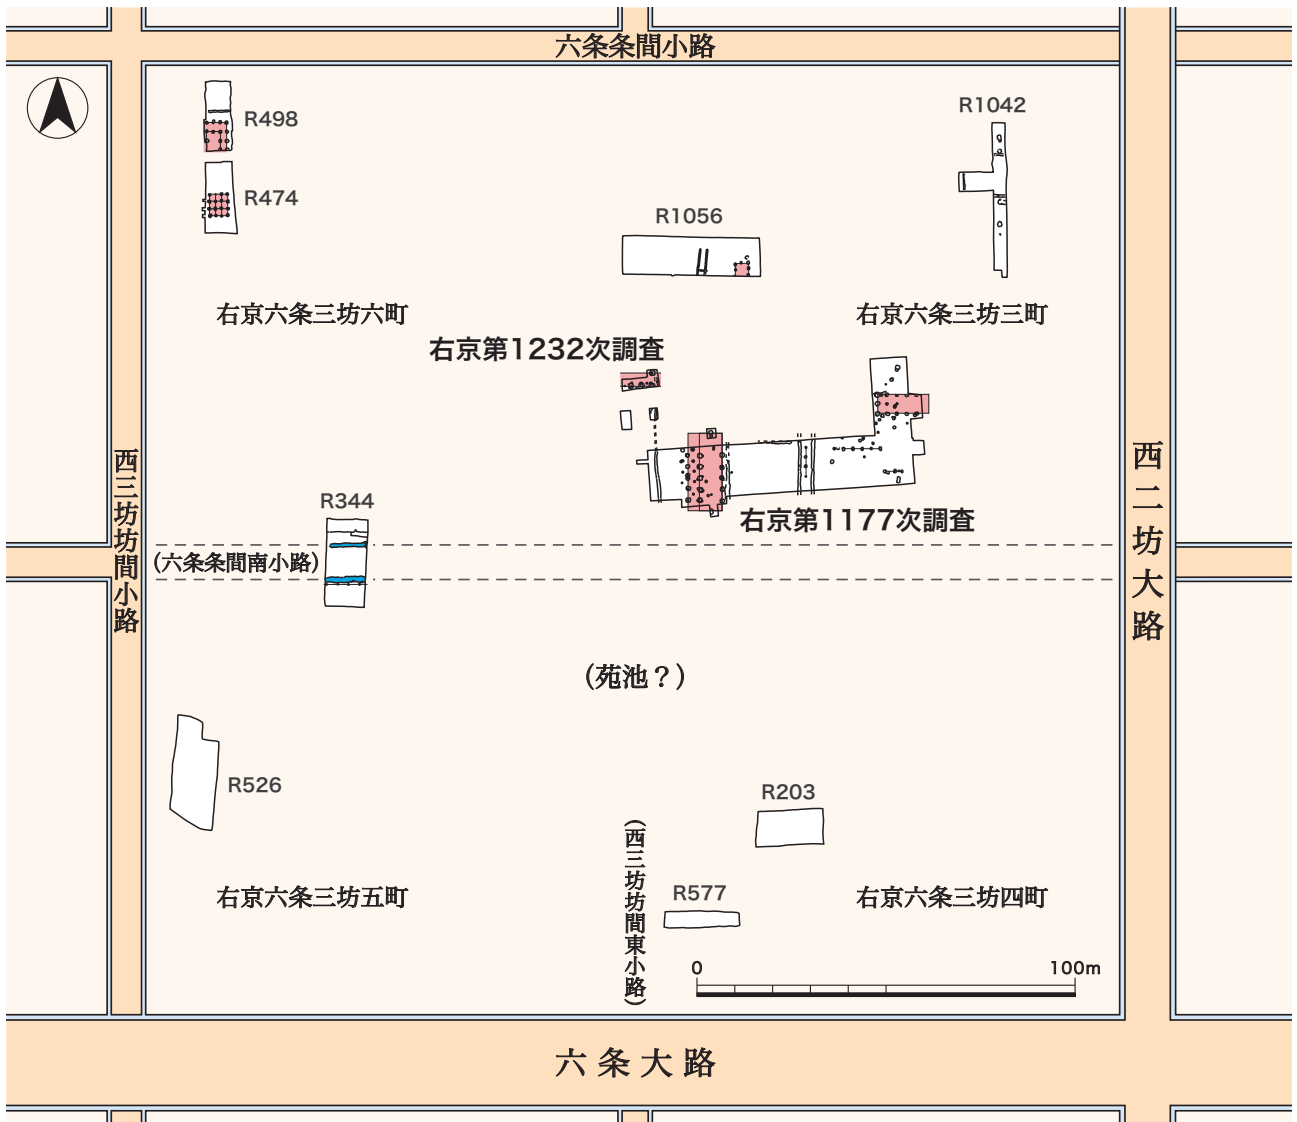 六条条間小路
R498
R1042
R474
R1056
右京六条三坊六町
右京六条三坊三町
右京第1232次調査
西三坊坊間小路
西二坊大路
R344
右京第1177次調査
(六条条間南小路)
(苑池？)
R526
R203
(西三坊坊間東小路)
右京六条三坊五町
R577
右京六条三坊四町
0
100m
六条大路